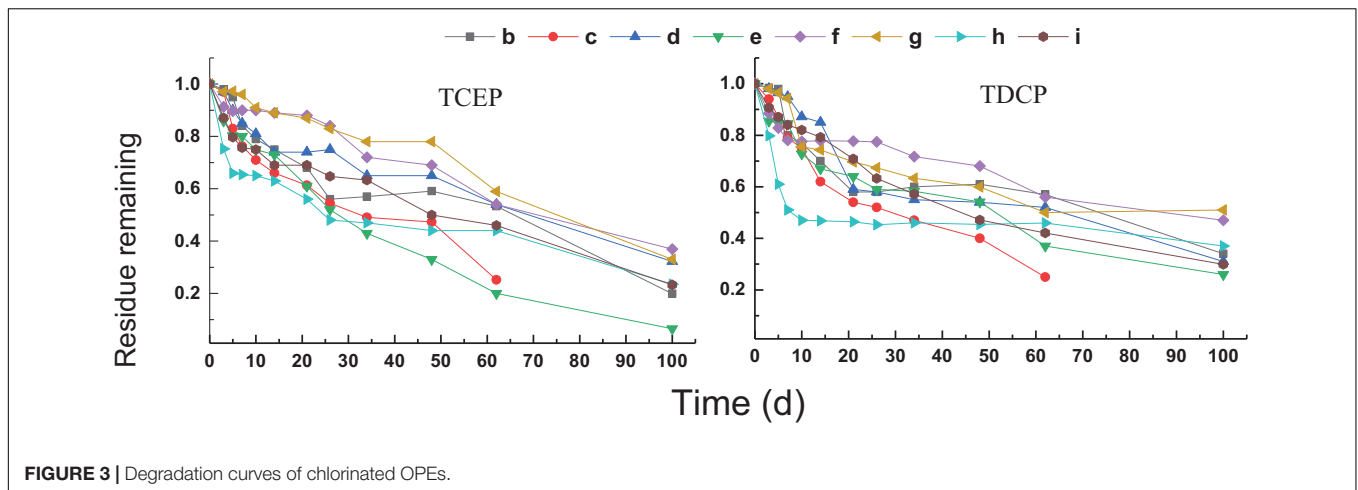 b c d e f g h i
TCEP
TDCP
Residue remaining
1.0
0.8
0.6
0.4
0.2
0 10 20 30 40 50 60 70 80 90 100
1.0
0.8
0.6
0.4
0.2
0 10 20 30 40 50 60 70 80 90 100
Time (d)
FIGURE 3 | Degradation curves of chlorinated OPEs.